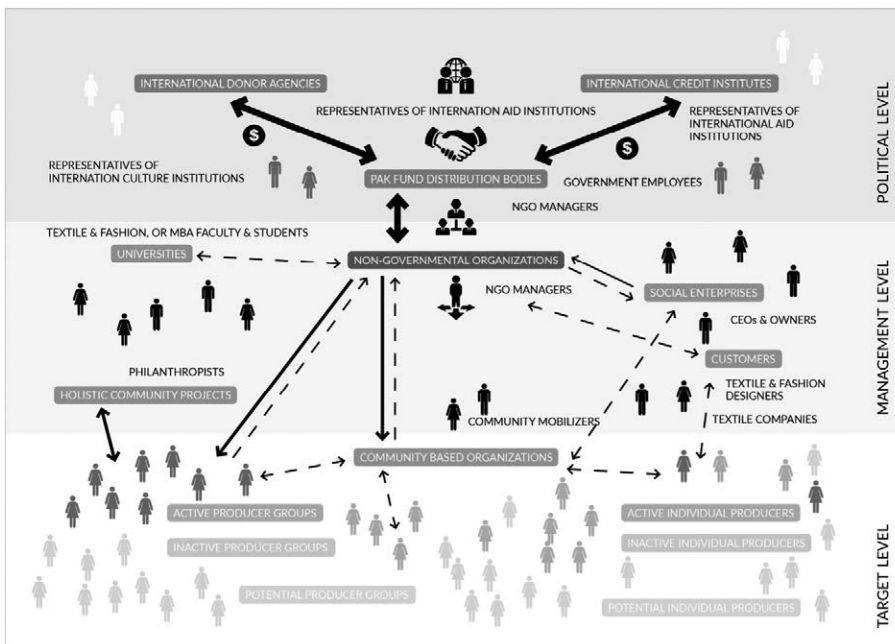 INTERNATIONAL DONOR AGENCIES
INTERNATIONAL CREDIT INSTITUTES
REPRESENTATIVES OF INTERNATION AID INSTITUTIONS
REPRESENTATIVES OF
INTERNATIONAL AID
INSTITUTIONS
$
$
REPRESENTATIVES OF
INTERNATION CULTURE INSTITUTIONS
PAK FUND DISTRIBUTION BODIES
GOVERNMENT EMPLOYEES
POLITICAL LEVEL
NGO MANAGERS
TEXTILE & FASHION, OR MBA FACULTY & STUDENTS
UNIVERSITIES
NON-GOVERNMENTAL ORGANIZATIONS
NGO MANAGERS
SOCIAL ENTERPRISES
CEOs & OWNERS
CUSTOMERS
PHILANTHROPISTS
HOLISTIC COMMUNITY PROJECTS
TEXTILE & FASHION
DESIGNERS
COMMUNITY MOBILIZERS
TEXTILE COMPANIES
MANAGEMENT LEVEL
COMMUNITY BASED ORGANIZATIONS
ACTIVE PRODUCER GROUPS
ACTIVE INDIVIDUAL PRODUCERS
INACTIVE PRODUCER GROUPS
INACTIVE INDIVIDUAL PRODUCERS
POTENTIAL PRODUCER GROUPS
POTENTIAL INDIVIDUAL PRODUCERS
TARGET LEVEL